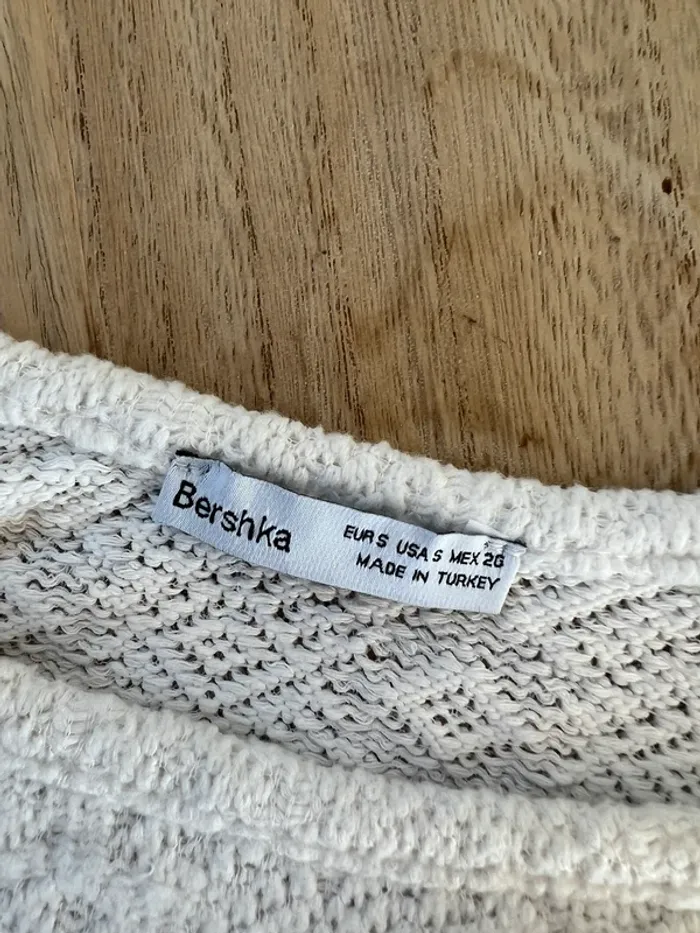 Bershka
EUR S USA S MEX 26
MADE IN TURKEY